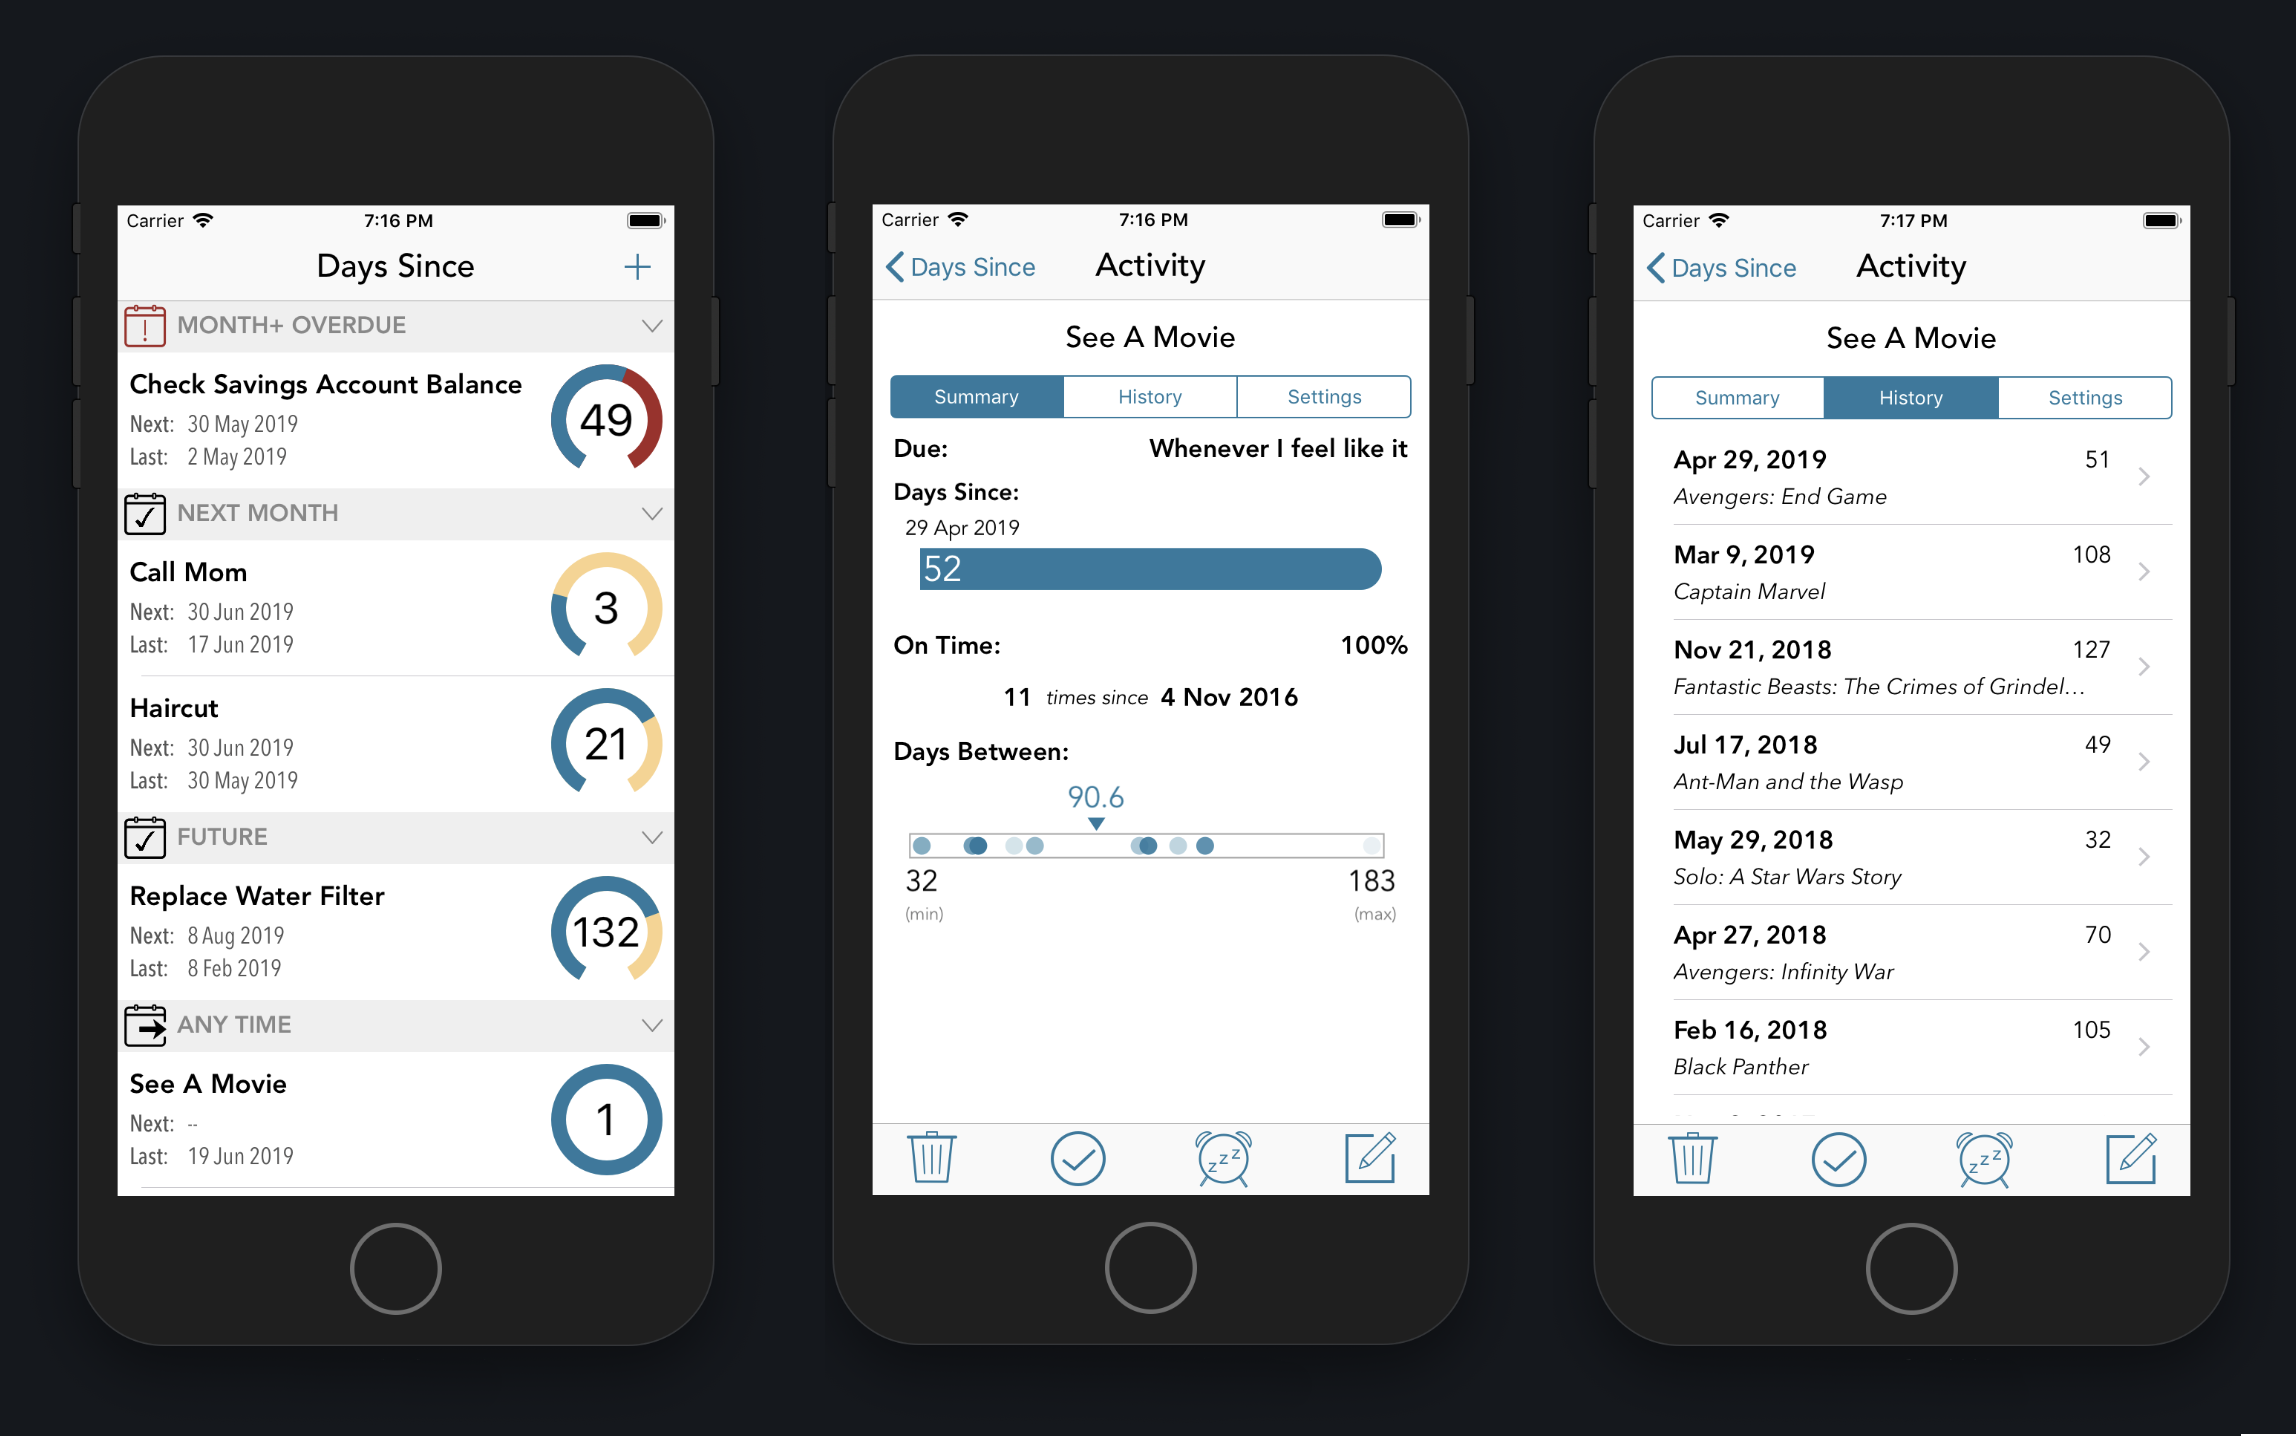 Carrier 7:16 PM
Days Since +
MONTH+ OVERDUE
Check Savings Account Balance
Next: 30 May 2019
Last: 2 May 2019
49
NEXT MONTH
Call Mom
Next: 30 Jun 2019
Last: 17 Jun 2019
3
Haircut
Next: 30 Jun 2019
Last: 30 May 2019
21
FUTURE
Replace Water Filter
Next: 8 Aug 2019
Last: 8 Feb 2019
132
ANY TIME
See A Movie
Next: --
Last: 19 Jun 2019
1
Carrier 7:16 PM
Days Since Activity
See A Movie
Summary History Settings
Due: Whenever I feel like it
Days Since:
29 Apr 2019
52
On Time: 100%
11 times since 4 Nov 2016
Days Between:
90.6
32 183
(min) (max)
zzz
Carrier 7:17 PM
Days Since Activity
See A Movie
Summary History Settings
Apr 29, 2019 51
Avengers: End Game
Mar 9, 2019 108
Captain Marvel
Nov 21, 2018 127
Fantastic Beasts: The Crimes of Grindel...
Jul 17, 2018 49
Ant-Man and the Wasp
May 29, 2018 32
Solo: A Star Wars Story
Apr 27, 2018 70
Avengers: Infinity War
Feb 16, 2018 105
Black Panther
zzz